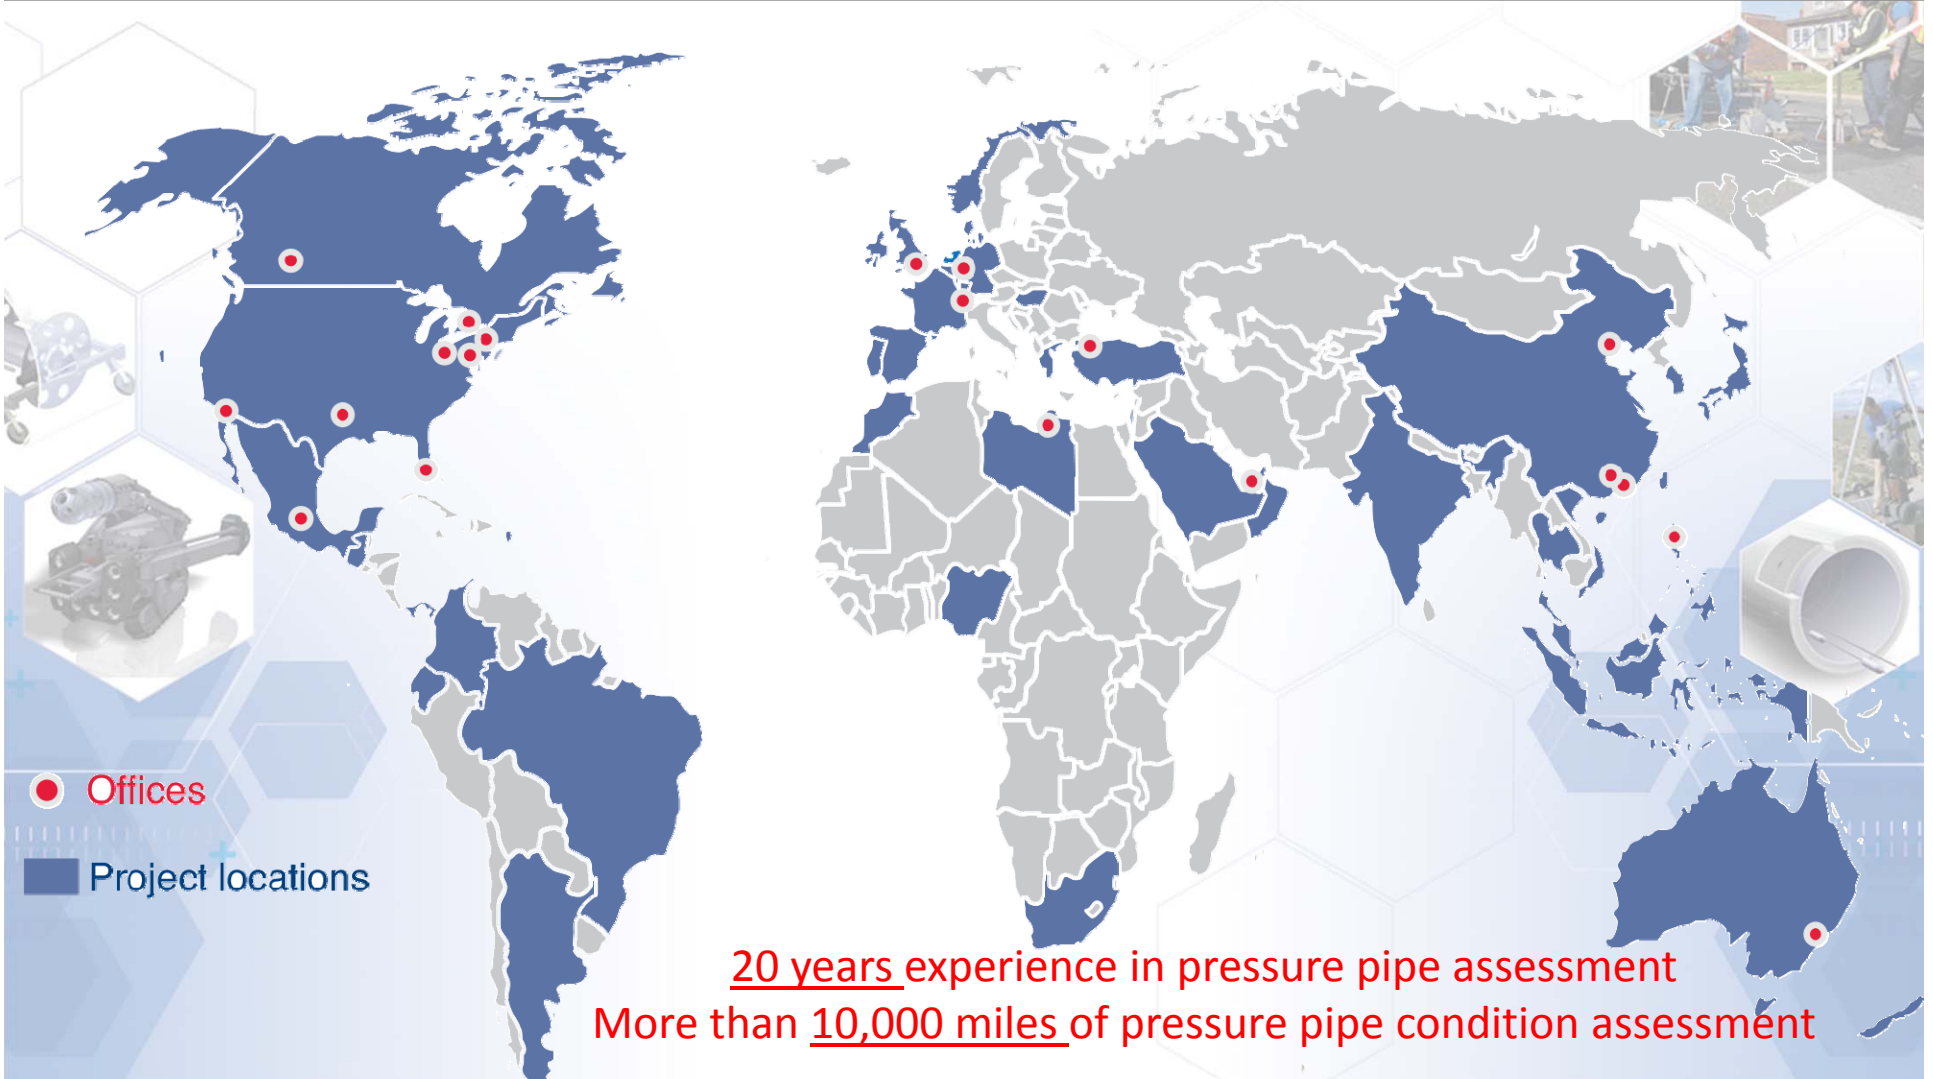 Offices
Project locations
20 years experience in pressure pipe assessment
More than 10,000 miles of pressure pipe condition assessment